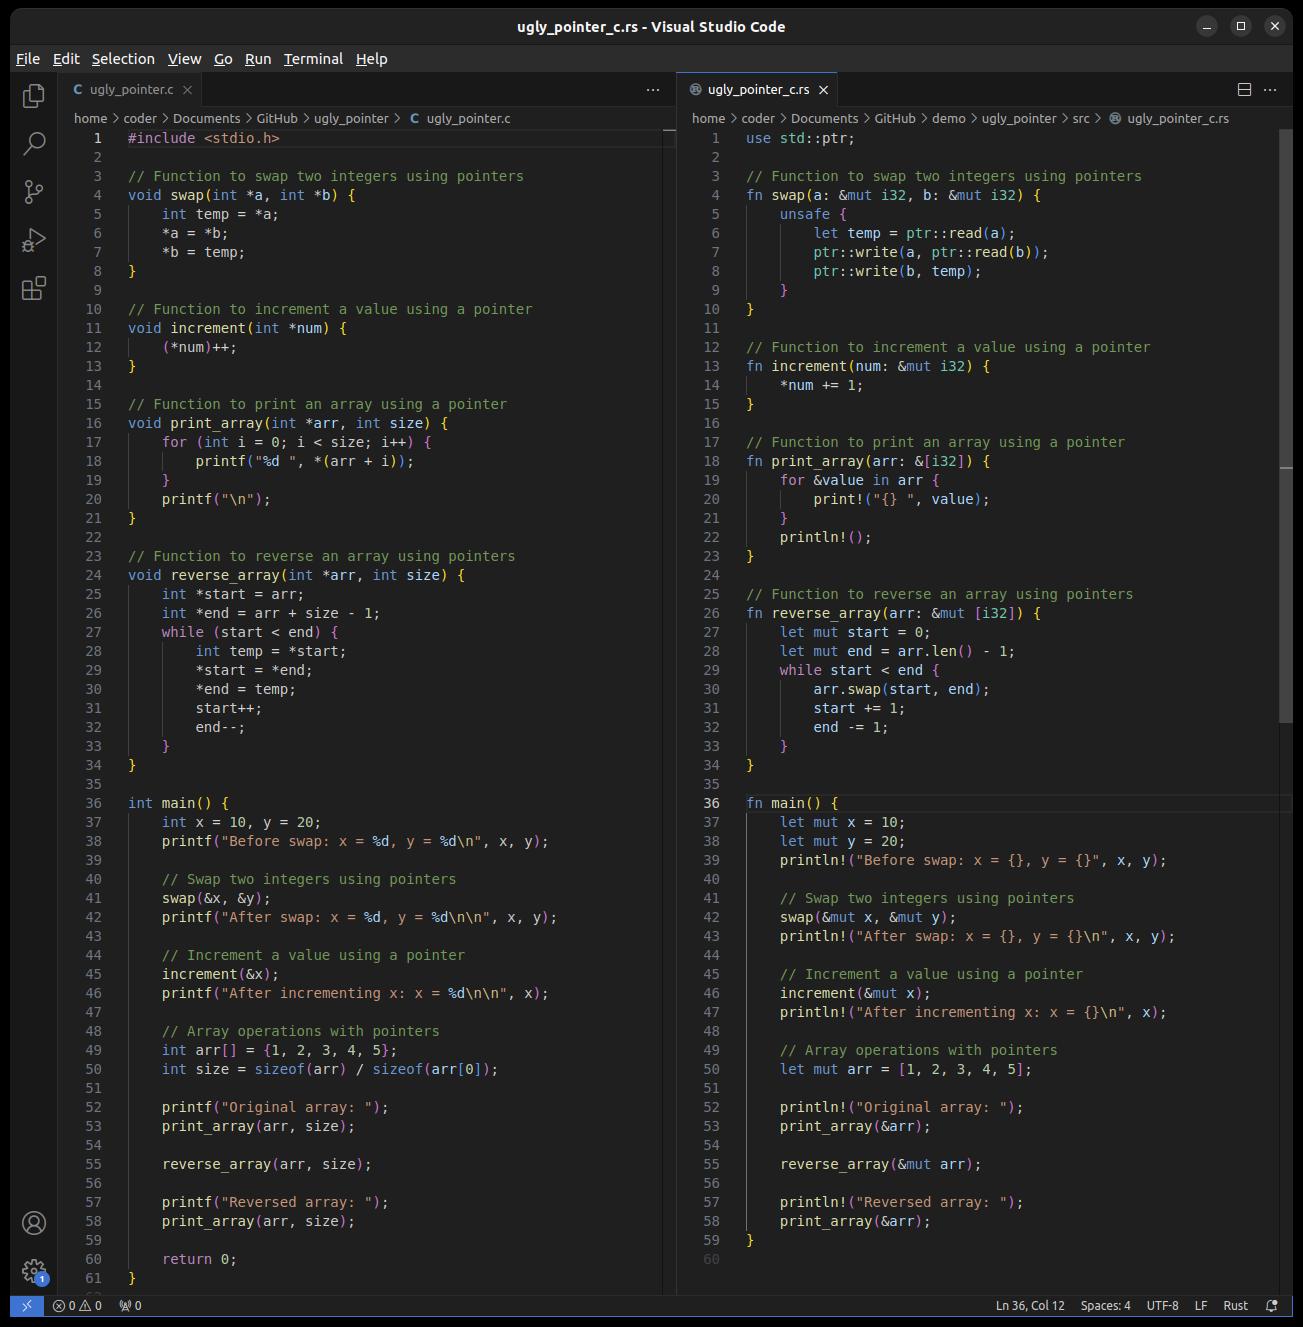 ugly_pointer_c.rs - Visual Studio Code
File Edit Selection View Go Run Terminal Help
C ugly_pointer.c
home > coder > Documents > GitHub > ugly_pointer > C ugly_pointer.c
1 #include <stdio.h>
2
3 // Function to swap two integers using pointers
4 void swap(int *a, int *b) {
5     int temp = *a;
6     *a = *b;
7     *b = temp;
8 }
9
10 // Function to increment a value using a pointer
11 void increment(int *num) {
12     (*num)++;
13 }
14
15 // Function to print an array using a pointer
16 void print_array(int *arr, int size) {
17     for (int i = 0; i < size; i++) {
18         printf("%d ", *(arr + i));
19     }
20     printf("\n");
21 }
22
23 // Function to reverse an array using pointers
24 void reverse_array(int *arr, int size) {
25     int *start = arr;
26     int *end = arr + size - 1;
27     while (start < end) {
28         int temp = *start;
29         *start = *end;
30         *end = temp;
31         start++;
32         end--;
33     }
34 }
35
36 int main() {
37     int x = 10, y = 20;
38     printf("Before swap: x = %d, y = %d\n", x, y);
39
40     // Swap two integers using pointers
41     swap(&x, &y);
42     printf("After swap: x = %d, y = %d\n\n", x, y);
43
44     // Increment a value using a pointer
45     increment(&x);
46     printf("After incrementing x: x = %d\n\n", x);
47
48     // Array operations with pointers
49     int arr[] = {1, 2, 3, 4, 5};
50     int size = sizeof(arr) / sizeof(arr[0]);
51
52     printf("Original array: ");
53     print_array(arr, size);
54
55     reverse_array(arr, size);
56
57     printf("Reversed array: ");
58     print_array(arr, size);
59
60     return 0;
61 }
ugly_pointer_c.rs
home > coder > Documents > GitHub > demo > ugly_pointer > src > ugly_pointer_c.rs
1 use std::ptr;
2
3 // Function to swap two integers using pointers
4 fn swap(a: &mut i32, b: &mut i32) {
5     unsafe {
6         let temp = ptr::read(a);
7         ptr::write(a, ptr::read(b));
8         ptr::write(b, temp);
9     }
10 }
11
12 // Function to increment a value using a pointer
13 fn increment(num: &mut i32) {
14     *num += 1;
15 }
16
17 // Function to print an array using a pointer
18 fn print_array(arr: &[i32]) {
19     for &value in arr {
20         print!("{} ", value);
21     }
22     println!();
23 }
24
25 // Function to reverse an array using pointers
26 fn reverse_array(arr: &mut [i32]) {
27     let mut start = 0;
28     let mut end = arr.len() - 1;
29     while start < end {
30         arr.swap(start, end);
31         start += 1;
32         end -= 1;
33     }
34 }
35
36 fn main() {
37     let mut x = 10;
38     let mut y = 20;
39     println!("Before swap: x = {}, y = {}", x, y);
40
41     // Swap two integers using pointers
42     swap(&mut x, &mut y);
43     println!("After swap: x = {}, y = {}\n", x, y);
44
45     // Increment a value using a pointer
46     increment(&mut x);
47     println!("After incrementing x: x = {}\n", x);
48
49     // Array operations with pointers
50     let mut arr = [1, 2, 3, 4, 5];
51
52     println!("Original array: ");
53     print_array(&arr);
54
55     reverse_array(&mut arr);
56
57     println!("Reversed array: ");
58     print_array(&arr);
59 }
60
1
0 0 0
Ln 36, Col 12 Spaces: 4 UTF-8 LF Rust